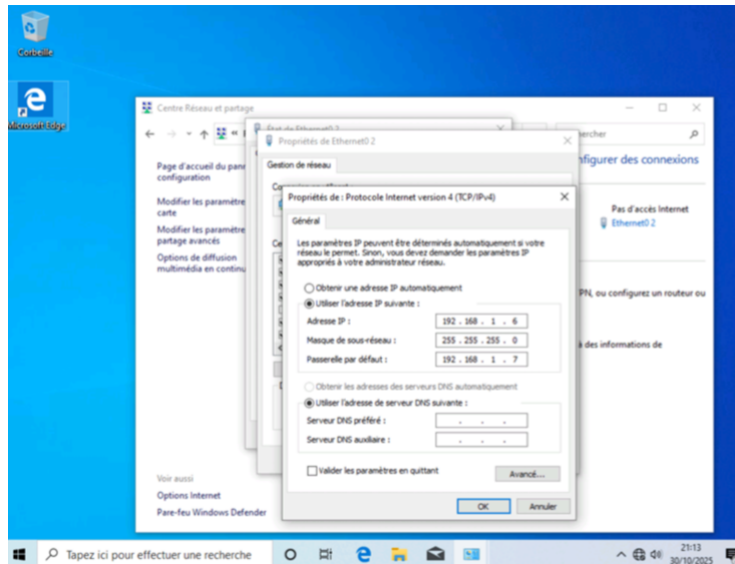 Corbeille
Microsoft Edge
Centre Réseau et partage
État de Ethernet0 2
Propriétés de Ethernet0 2
Gestion de réseau
Page d'accueil du pann
configuration
Modifier les paramètre
carte
Modifier les paramètre
partage avancés
Options de diffusion
multimédia en continu
ercher
nfigurer des connexions
Pas d'accès Internet
Ethernet0 2
PN, ou configurez un routeur ou
à des informations de
Propriétés de : Protocole Internet version 4 (TCP/IPv4)
Général
Les paramètres IP peuvent être déterminés automatiquement si votre
réseau le permet. Sinon, vous devez demander les paramètres IP
appropriés à votre administrateur réseau.
Obtenir une adresse IP automatiquement
Utiliser l'adresse IP suivante :
Adresse IP : 192 . 168 . 1 . 6
Masque de sous-réseau : 255 . 255 . 255 . 0
Passerelle par défaut : 192 . 168 . 1 . 7
Obtenir les adresses des serveurs DNS automatiquement
Utiliser l'adresse de serveur DNS suivante :
Serveur DNS préféré :
Serveur DNS auxiliaire :
Valider les paramètres en quittant
Avancé...
OK Annuler
Voir aussi
Options Internet
Pare-feu Windows Defender
Tapez ici pour effectuer une recherche
21:13
30/10/2025